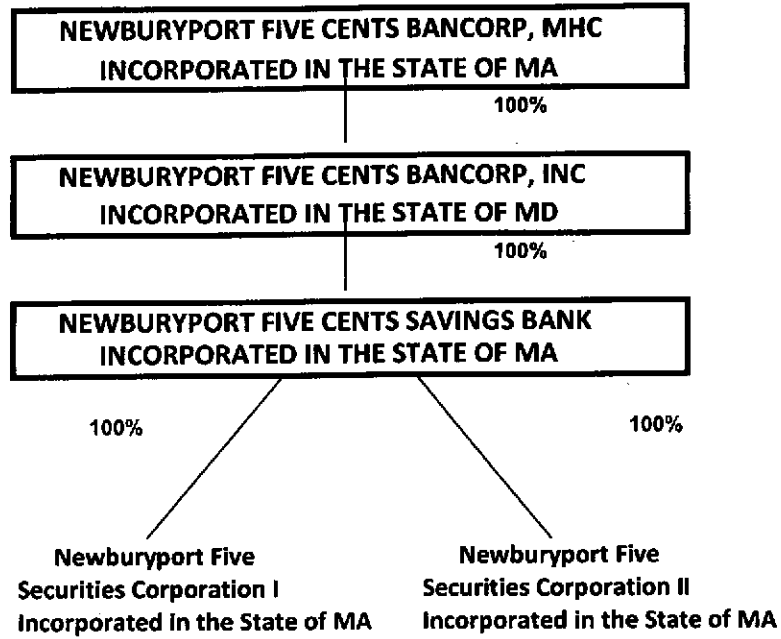 NEWBURYPORT FIVE CENTS BANCORP, MHC
INCORPORATED IN THE STATE OF MA
100%
NEWBURYPORT FIVE CENTS BANCORP, INC
INCORPORATED IN THE STATE OF MD
100%
NEWBURYPORT FIVE CENTS SAVINGS BANK
INCORPORATED IN THE STATE OF MA
100%
100%
Newburyport Five
Securities Corporation I
Incorporated in the State of MA
Newburyport Five
Securities Corporation II
Incorporated in the State of MA